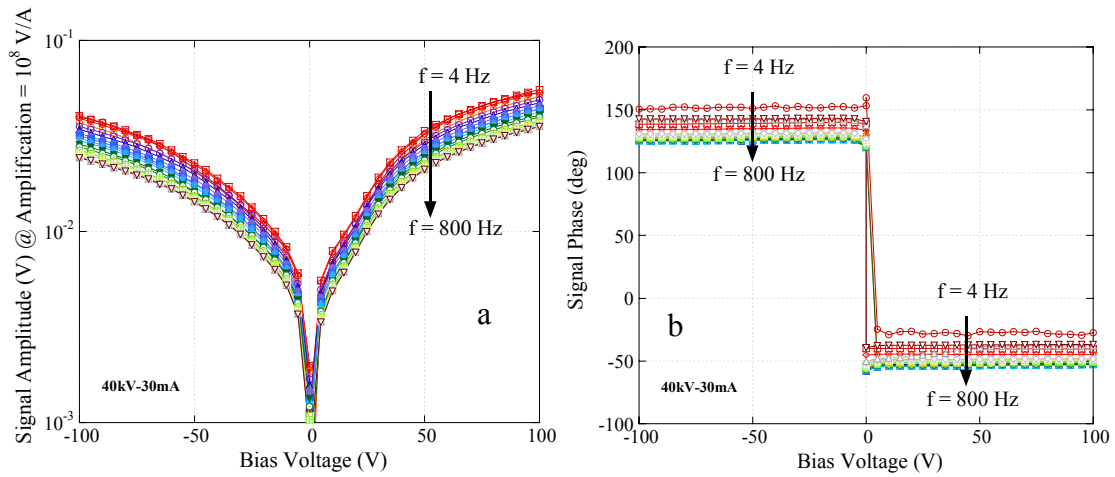 Signal Amplitude (V) @ Amplification = 10⁸ V/A
10⁻¹
10⁻²
10⁻³
f = 4 Hz
f = 800 Hz
a
40kV-30mA
-100 -50 0 50 100
Bias Voltage (V)
Signal Phase (deg)
200
150
100
50
0
-50
-100
f = 4 Hz
f = 800 Hz
f = 4 Hz
b
40kV-30mA
f = 800 Hz
-100 -50 0 50 100
Bias Voltage (V)